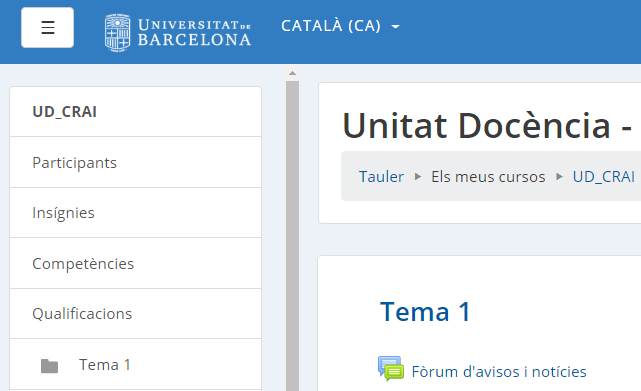 UNIVERSITAT DE
BARCELONA
CATALÀ (CA)
UD_CRAI
Participants
Insígnies
Competències
Qualificacions
Tema 1
Unitat Docència -
Tauler Els meus cursos UD_CRAI
Tema 1
Fòrum d'avisos i notícies